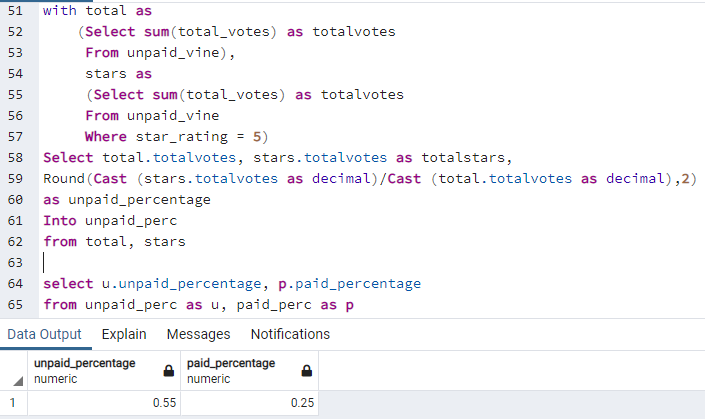 51 with total as
52 (Select sum(total_votes) as totalvotes
53 From unpaid_vine),
54 stars as
55 (Select sum(total_votes) as totalvotes
56 From unpaid_vine
57 Where star_rating = 5)
58 Select total.totalvotes, stars.totalvotes as totalstars,
59 Round(Cast (stars.totalvotes as decimal)/Cast (total.totalvotes as decimal),2)
60 as unpaid_percentage
61 Into unpaid_perc
62 from total, stars
63
64 select u.unpaid_percentage, p.paid_percentage
65 from unpaid_perc as u, paid_perc as p
Data Output Explain Messages Notifications
unpaid_percentage paid_percentage
numeric numeric
1 0.55 0.25